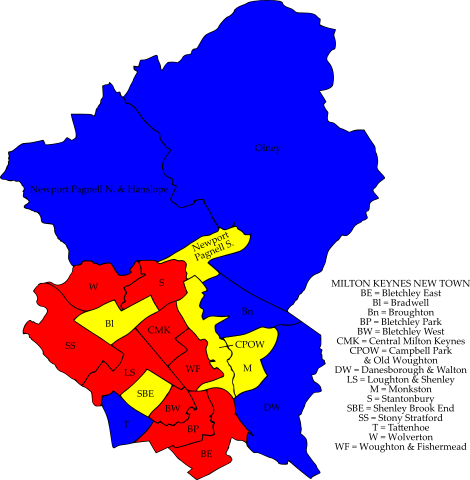 Olney
Newport Pagnell N. & Hanslope
Newport
Pagnell S.
W
S
Bn
Bl
CMK
SS
CPOW
M
LS
WF
SBE
BW
DW
T
BP
BE
MILTON KEYNES NEW TOWN
BE = Bletchley East
Bl = Bradwell
Bn = Broughton
BP = Bletchley Park
BW = Bletchley West
CMK = Central Milton Keynes
CPOW = Campbell Park
& Old Woughton
DW = Danesborough & Walton
LS = Loughton & Shenley
M = Monkston
S = Stantonbury
SBE = Shenley Brook End
SS = Stony Stratford
T = Tattenhoe
W = Wolverton
WF = Woughton & Fishermead